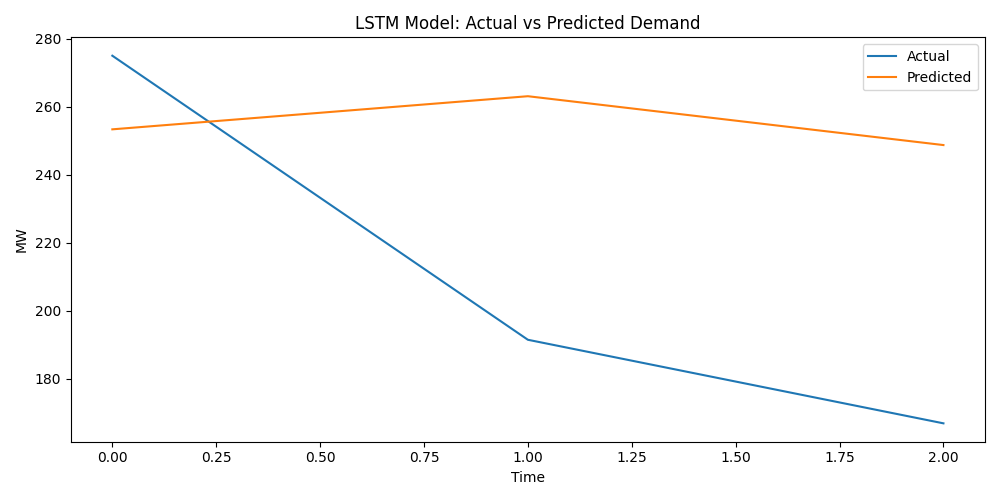 LSTM Model: Actual vs Predicted Demand
Actual
Predicted
MW
280
260
240
220
200
180
0.00 0.25 0.50 0.75 1.00 1.25 1.50 1.75 2.00
Time